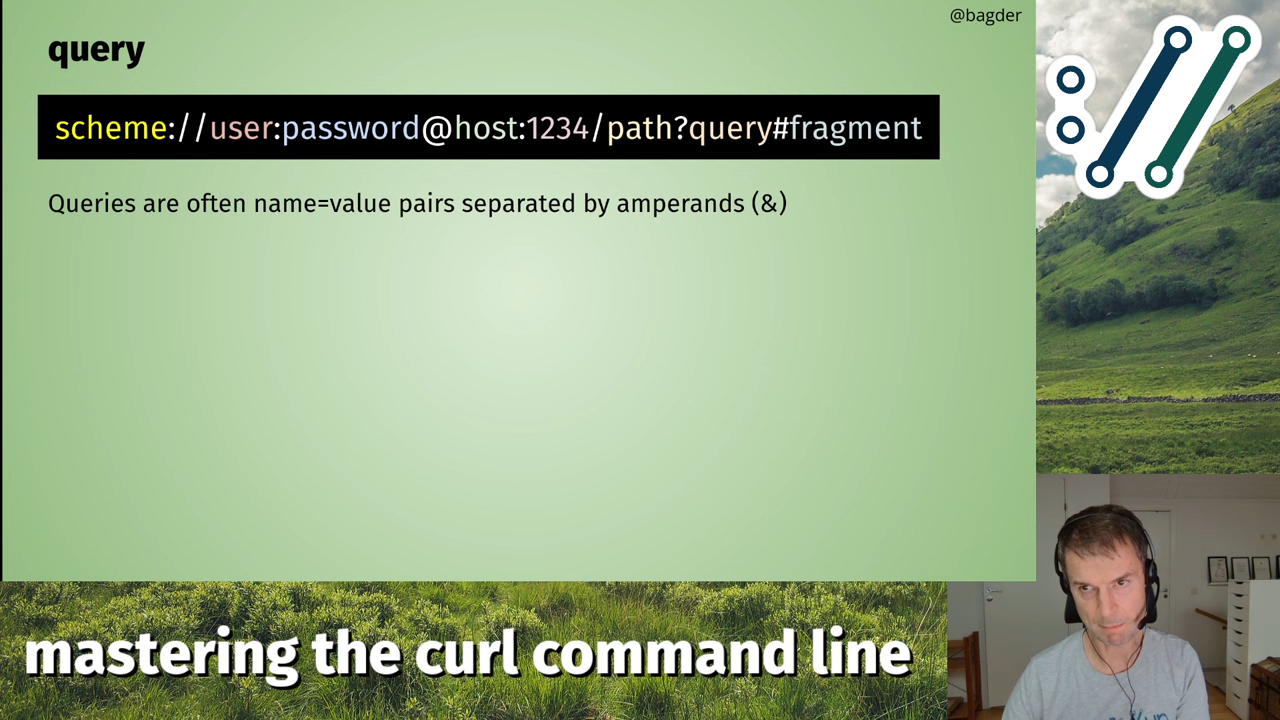 @bagder
query
scheme://user:password@host:1234/path?query#fragment
Queries are often name=value pairs separated by amperands (&)
mastering the curl command line